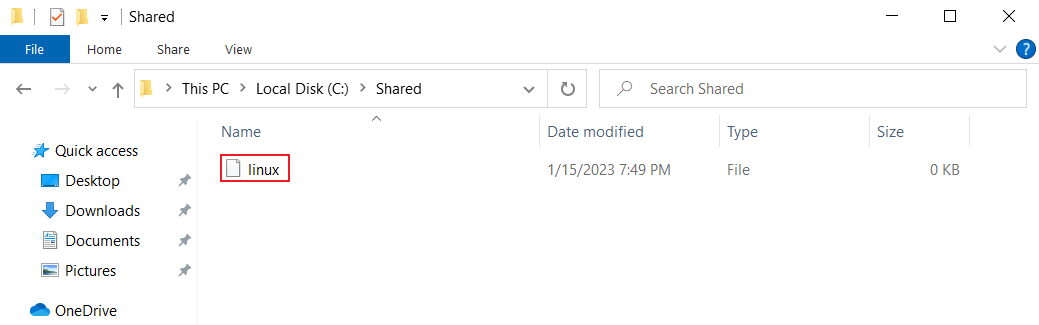 Shared
File Home Share View ?
This PC Local Disk (C:) Shared Search Shared
Name Date modified Type Size
Quick access
linux 1/15/2023 7:49 PM File 0 KB
Desktop
Downloads
Documents
Pictures
OneDrive